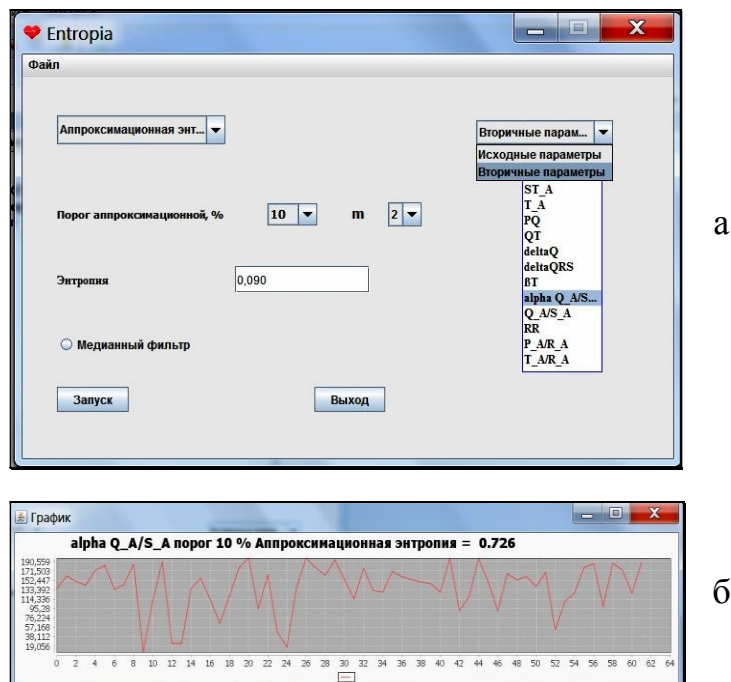 Entropia
Файл
Аппроксимационная энт...
Вторичные парам...
Исходные параметры
Вторичные параметры
ST_A
T_A
PQ
QT
deltaQ
deltaQRS
βT
alpha Q_A/S...
Q_A/S_A
RR
P_A/R_A
T_A/R_A
Порог аппроксимационной, %
10
m
2
Энтропия
0,090
Медианный фильтр
Запуск
Выход
а
График
alpha Q_A/S_A порог 10 % Аппроксимационная энтропия = 0.726
190,559
171,503
152,447
133,392
114,336
95,28
76,224
57,168
38,112
19,056
0 2 4 6 8 10 12 14 16 18 20 22 24 26 28 30 32 34 36 38 40 42 44 46 48 50 52 54 56 58 60 62 64
б